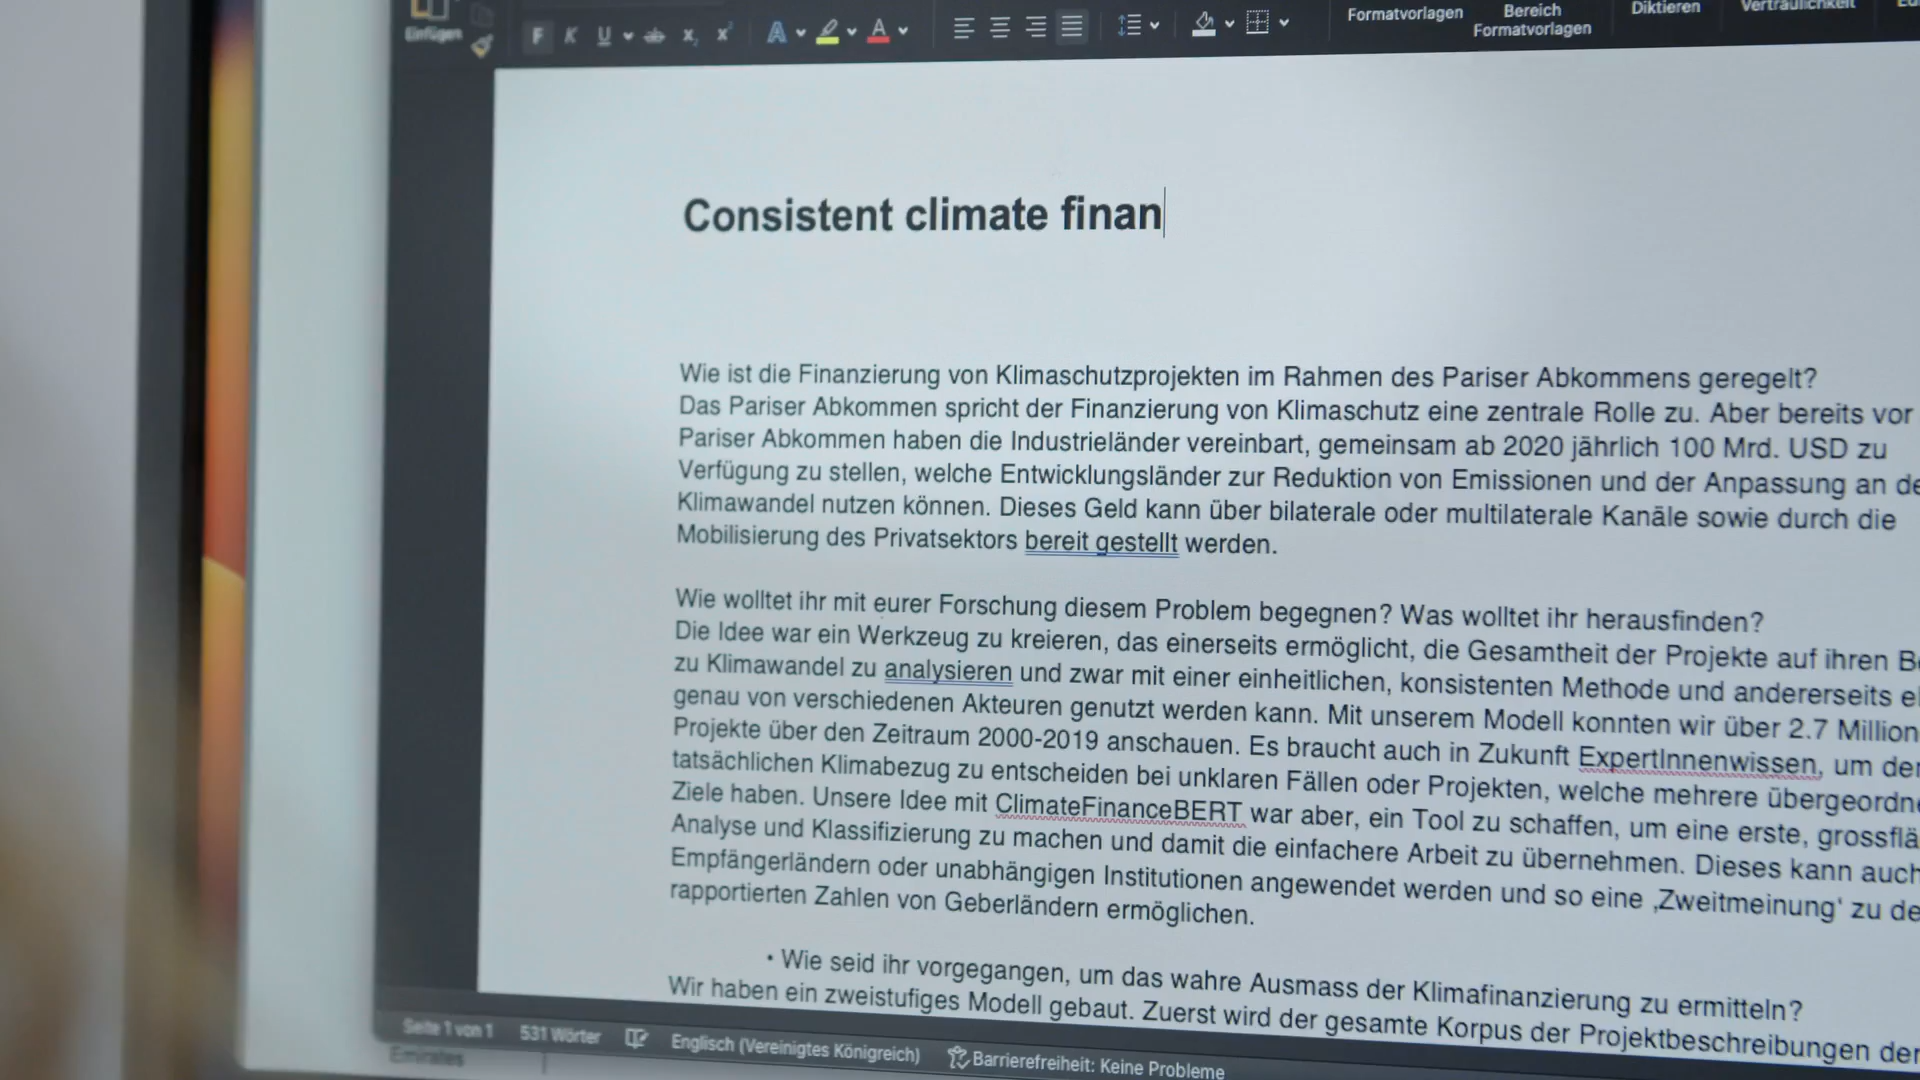 Einfügen
F K U ab x x A A
Formatvorlagen
Bereich
Formatvorlagen
Diktieren
Vertraulichkeit
Consistent climate finan
Wie ist die Finanzierung von Klimaschutzprojekten im Rahmen des Pariser Abkommens geregelt?
Das Pariser Abkommen spricht der Finanzierung von Klimaschutz eine zentrale Rolle zu. Aber bereits vor
Pariser Abkommen haben die Industrieländer vereinbart, gemeinsam ab 2020 jährlich 100 Mrd. USD zu
Verfügung zu stellen, welche Entwicklungsländer zur Reduktion von Emissionen und der Anpassung an de
Klimawandel nutzen können. Dieses Geld kann über bilaterale oder multilaterale Kanäle sowie durch die
Mobilisierung des Privatsektors bereit gestellt werden.
Wie wolltet ihr mit eurer Forschung diesem Problem begegnen? Was wolltet ihr herausfinden?
Die Idee war ein Werkzeug zu kreieren, das einerseits ermöglicht, die Gesamtheit der Projekte auf ihren
zu Klimawandel zu analysieren und zwar mit einer einheitlichen, konsistenten Methode und andererseits
genau von verschiedenen Akteuren genutzt werden kann. Mit unserem Modell konnten wir über 2.7 Million
Projekte über den Zeitraum 2000-2019 anschauen. Es braucht auch in Zukunft ExpertInnenwissen, um der
tatsächlichen Klimabezug zu entscheiden bei unklaren Fällen oder Projekten, welche mehrere übergeordne
Ziele haben. Unsere Idee mit ClimateFinanceBERT war aber, ein Tool zu schaffen, um eine erste, grossflä
Analyse und Klassifizierung zu machen und damit die einfachere Arbeit zu übernehmen. Dieses kann auch
Empfängerländern oder unabhängigen Institutionen angewendet werden und so eine ‚Zweitmeinung‘ zu de
rapportierten Zahlen von Geberländern ermöglichen.
• Wie seid ihr vorgegangen, um das wahre Ausmass der Klimafinanzierung zu ermitteln?
Wir haben ein zweistufiges Modell gebaut. Zuerst wird der gesamte Korpus der Projektbeschreibungen der
Seite 1 von 1 531 Wörter Englisch (Vereinigtes Königreich) Barrierefreiheit: Keine Probleme
Emirates